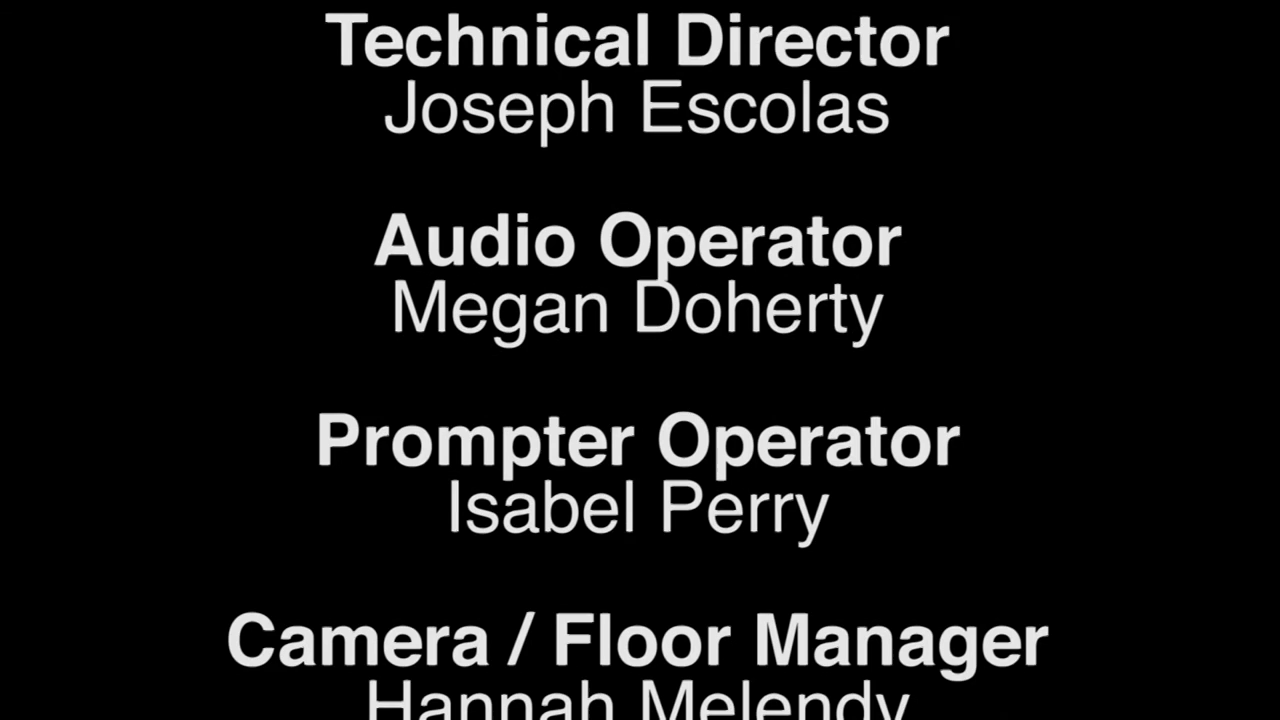 Technical Director
Joseph Escolas
Audio Operator
Megan Doherty
Prompter Operator
Isabel Perry
Camera / Floor Manager
Hannah Melendy